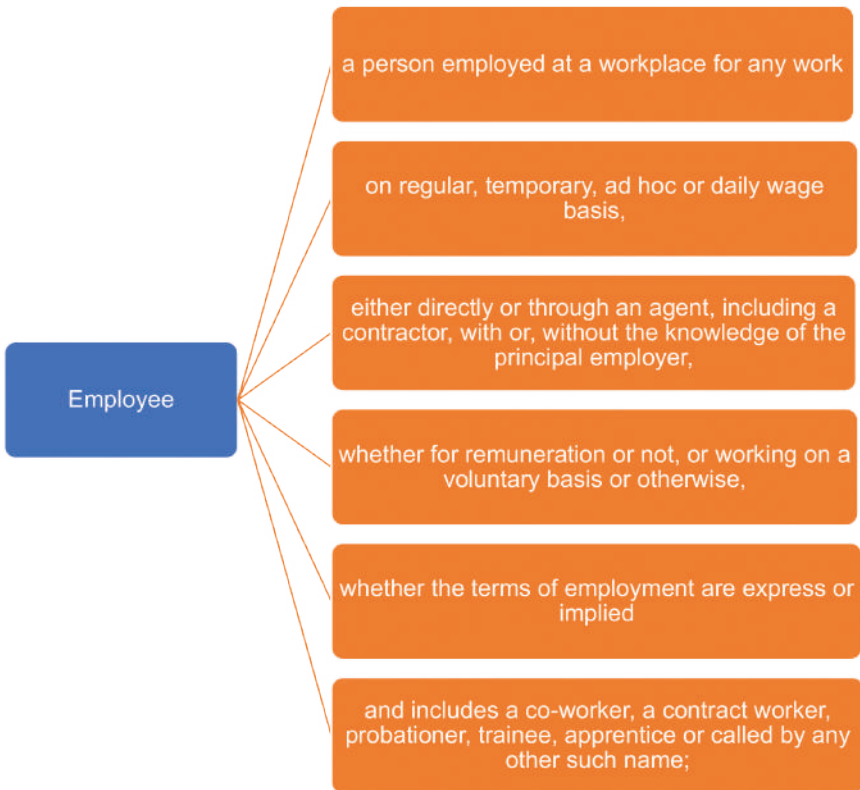 a person employed at a workplace for any work
on regular, temporary, ad hoc or daily wage
basis,
either directly or through an agent, including a
contractor, with or, without the knowledge of the
principal employer,
Employee
whether for remuneration or not, or working on a
voluntary basis or otherwise,
whether the terms of employment are express or
implied
and includes a co-worker, a contract worker,
probationer, trainee, apprentice or called by any
other such name;